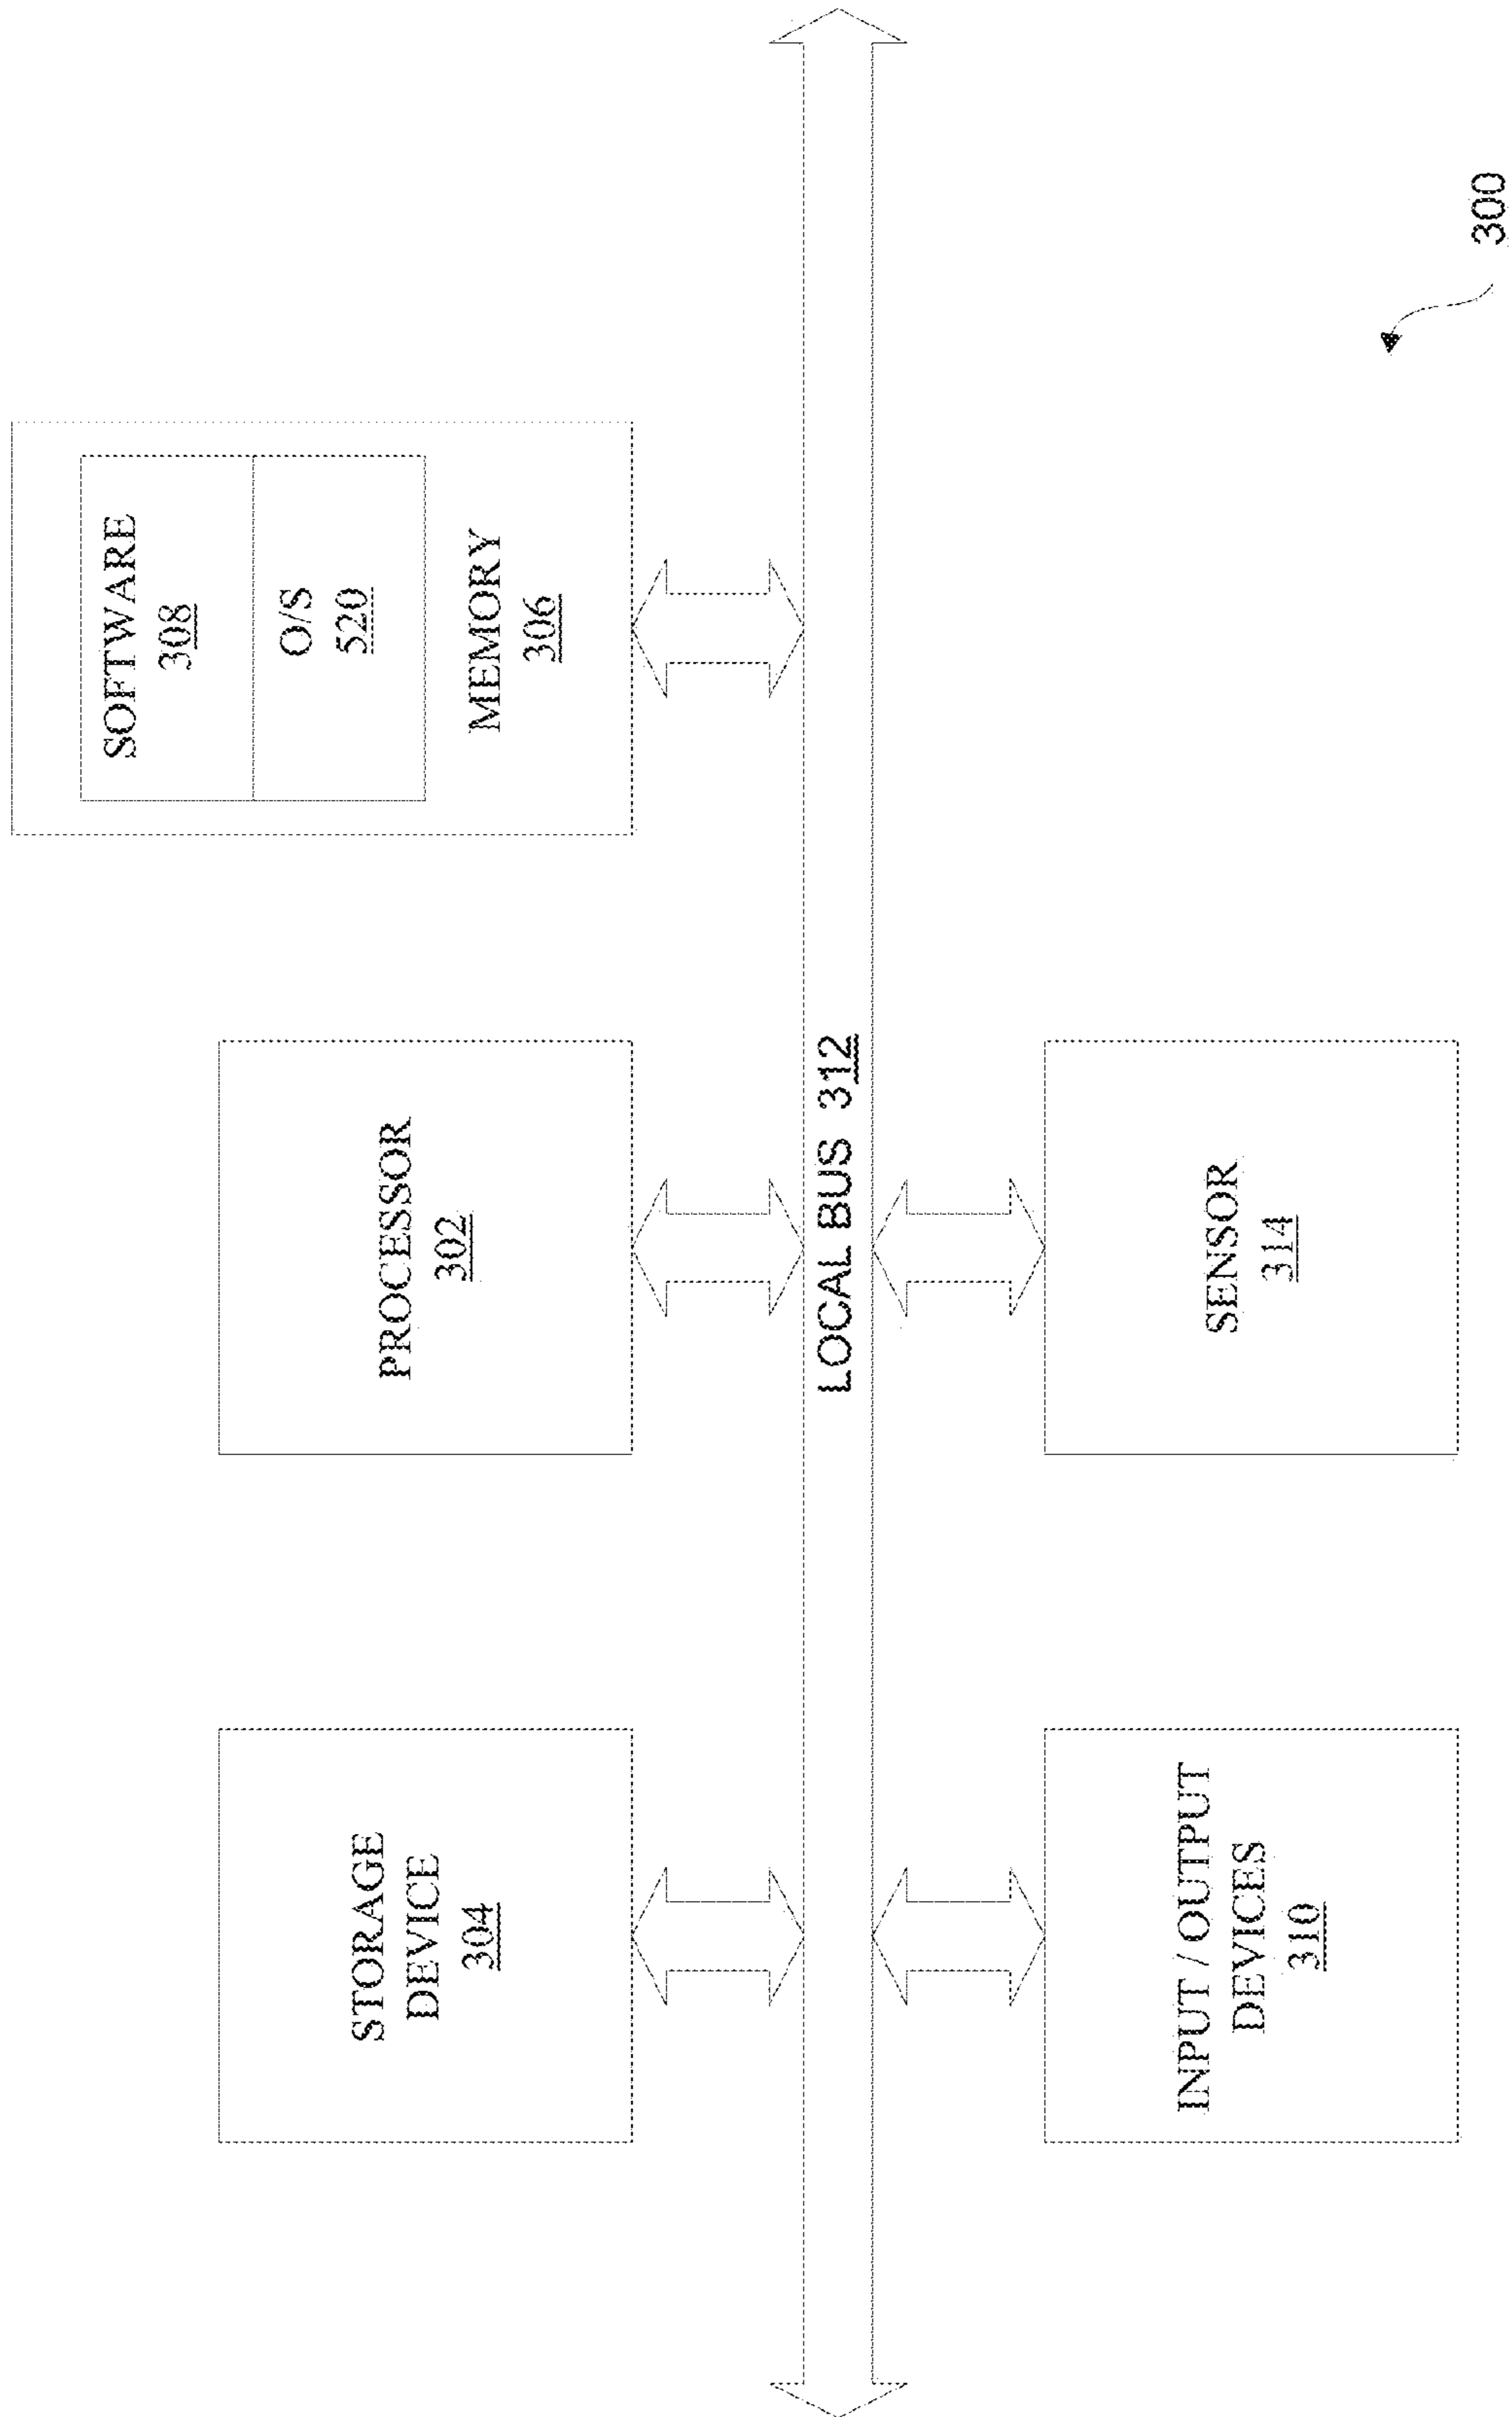 STORAGE
DEVICE
304
PROCESSOR
302
SOFTWARE
308
O/S
520
MEMORY
306
LOCAL BUS 312
INPUT / OUTPUT
DEVICES
310
SENSOR
314
300